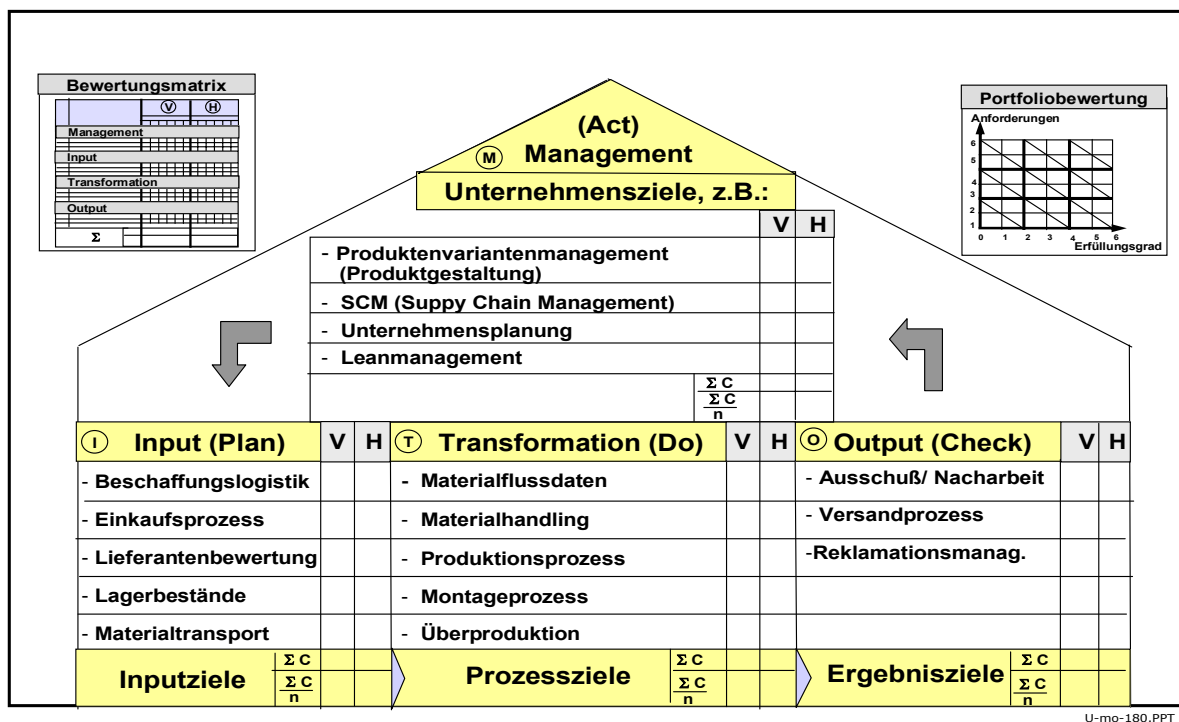 Bewertungsmatrix
V H
Management
Input
Transformation
Output
Σ
Portfoliobewertung
Anforderungen
6
5
4
3
2
1
0 1 2 3 4 5 6
Erfüllungsgrad
(Act)
M Management
Unternehmensziele, z.B.:
V H
- Produktenvariantenmanagement
(Produktgestaltung)
- SCM (Suppy Chain Management)
- Unternehmensplanung
- Leanmanagement
Σ C
Σ C
n
I Input (Plan) V H
- Beschaffungslogistik
- Einkaufsprozess
- Lieferantenbewertung
- Lagerbestände
- Materialtransport
Inputziele
Σ C
Σ C
n
T Transformation (Do) V H
- Materialflussdaten
- Materialhandling
- Produktionsprozess
- Montageprozess
- Überproduktion
Prozessziele
Σ C
Σ C
n
O Output (Check) V H
- Ausschuß/ Nacharbeit
- Versandprozess
-Reklamationsmanag.
Ergebnisziele
Σ C
Σ C
n
U-mo-180.PPT